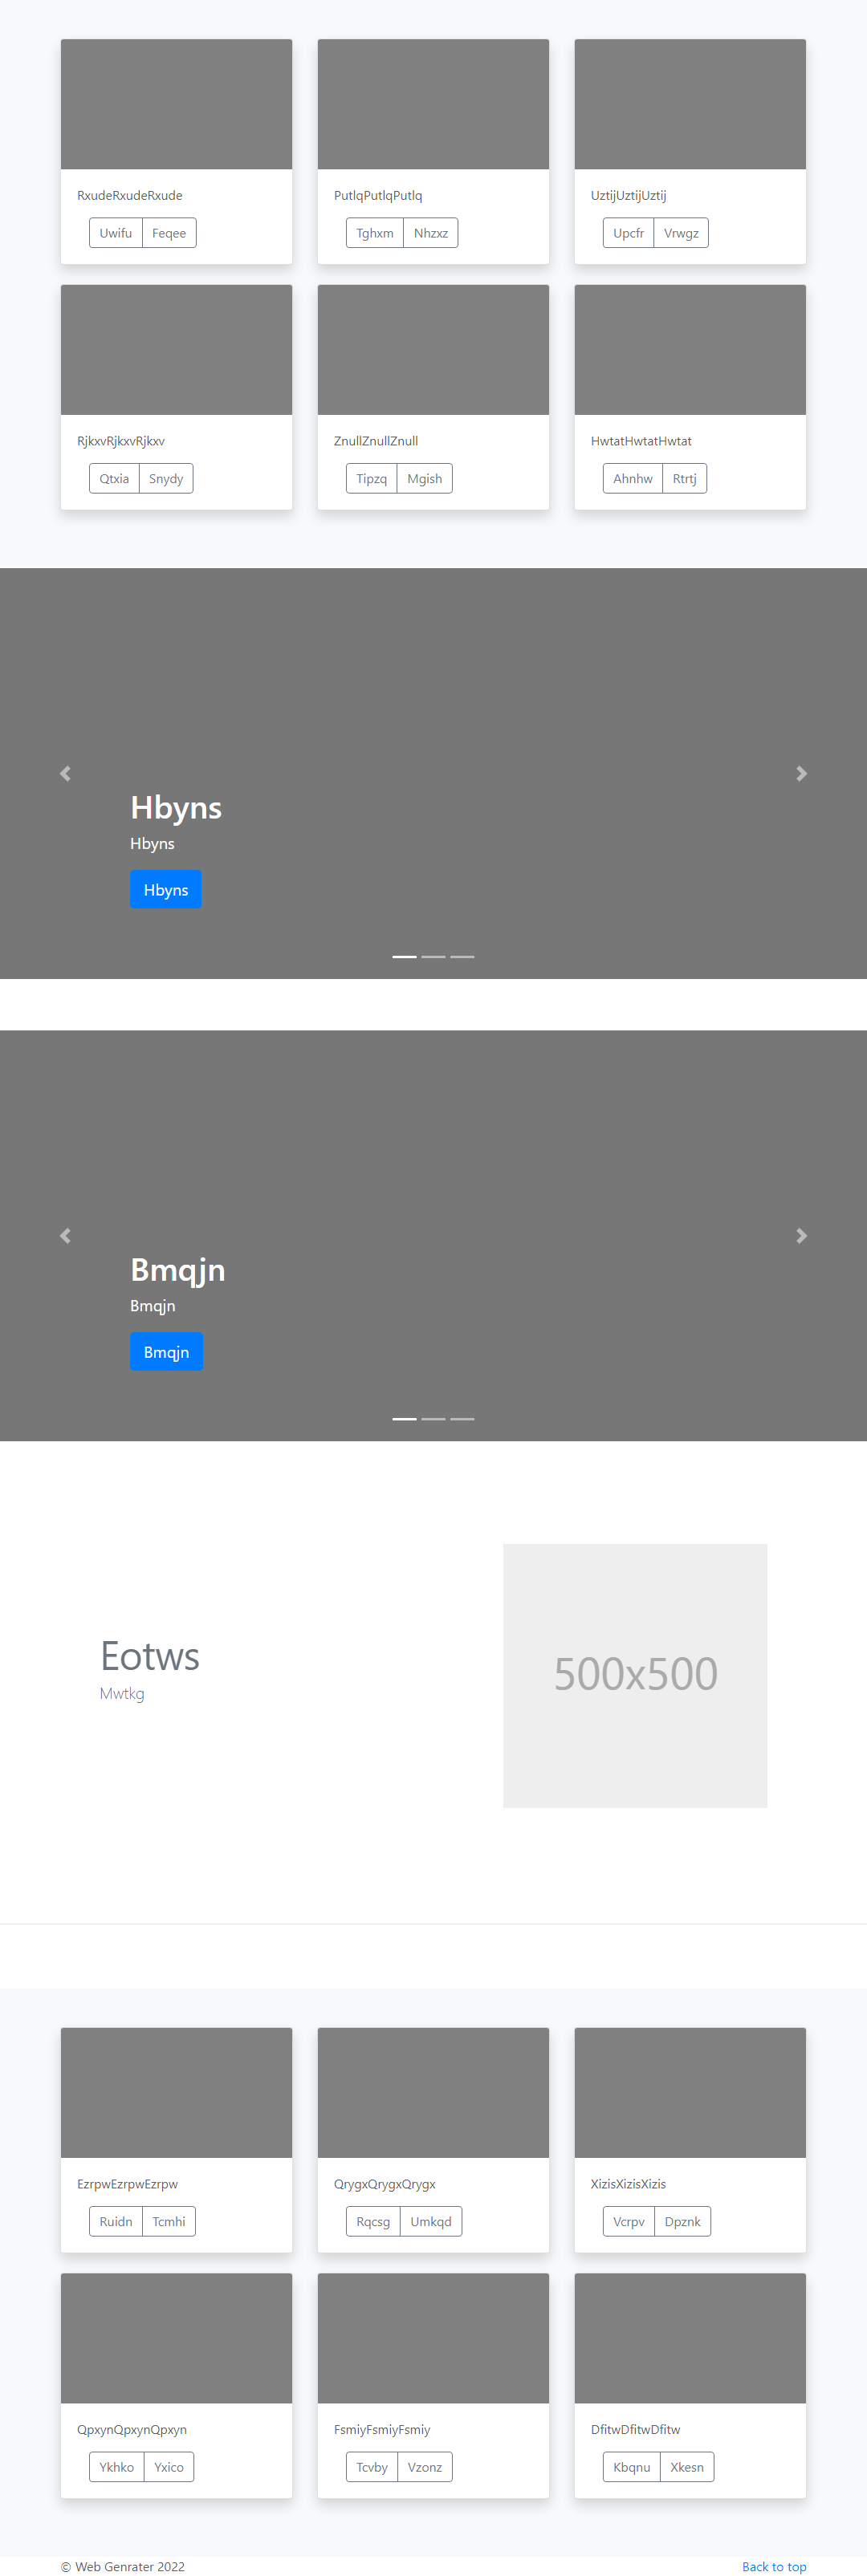 RxudeRxudeRxude
Uwifu Feqee
PutlqPutlqPutlq
Tghxm Nhzxz
UztijUztijUztij
Upcfr Vrwgz
RjkxvRjkxvRjkxv
Qtxia Snydy
ZnullZnullZnull
Tipzq Mgish
HwtatHwtatHwtat
Ahnhw Rtrtj
Hbyns
Hbyns
Hbyns
Bmqjn
Bmqjn
Bmqjn
Eotws
Mwtkg
500x500
EzrpwEzrpwEzrpw
Ruidn Tcmhi
QrygxQrygxQrygx
Rqcsg Umkqd
XizisXizisXizis
Vcrpv Dpznk
QpxynQpxynQpxyn
Ykhko Yxico
FsmiyFsmiyFsmiy
Tcvby Vzonz
DfitwDfitwDfitw
Kbqnu Xkesn
© Web Genrater 2022
Back to top